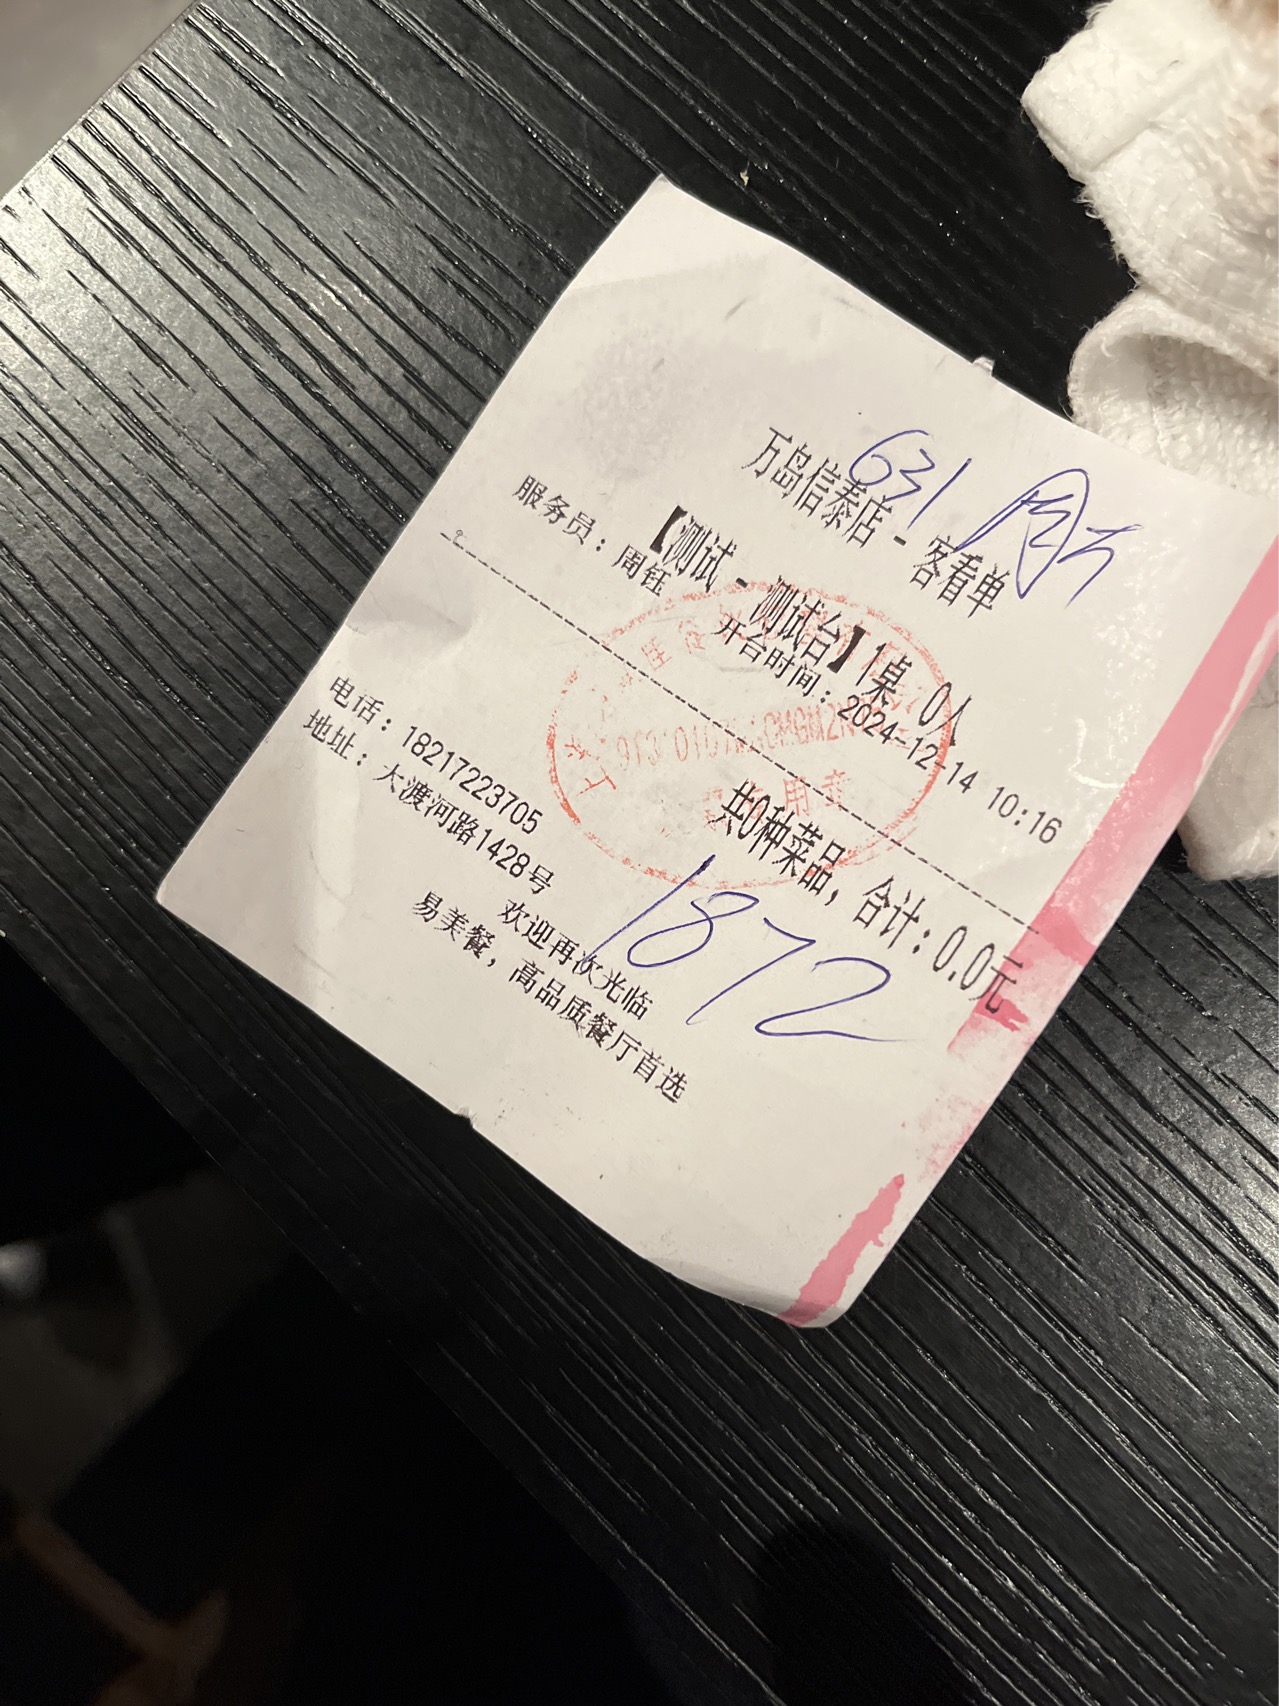 631
万岛信泰店 - 客看单
【测试 - 测试台】1桌 0人
服务员：周钰
开台时间：2024-12-14 10:16
共0种菜品，合计：0.0元
1872
电话：18217223705
地址：大渡河路1428号
欢迎再次光临
易美餐，高品质餐厅首选